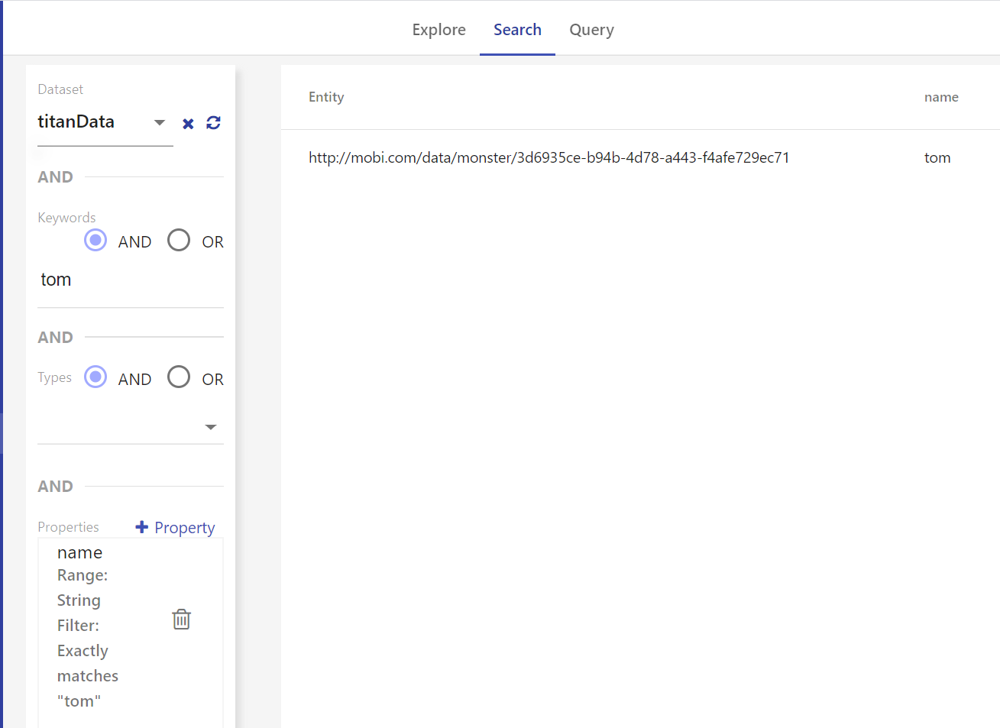 Explore Search Query
Dataset
titanData
AND
Keywords
AND OR
tom
AND
Types AND OR
AND
Properties + Property
name
Range:
String
Filter:
Exactly
matches
"tom"
Entity name
http://mobi.com/data/monster/3d6935ce-b94b-4d78-a443-f4afe729ec71 tom